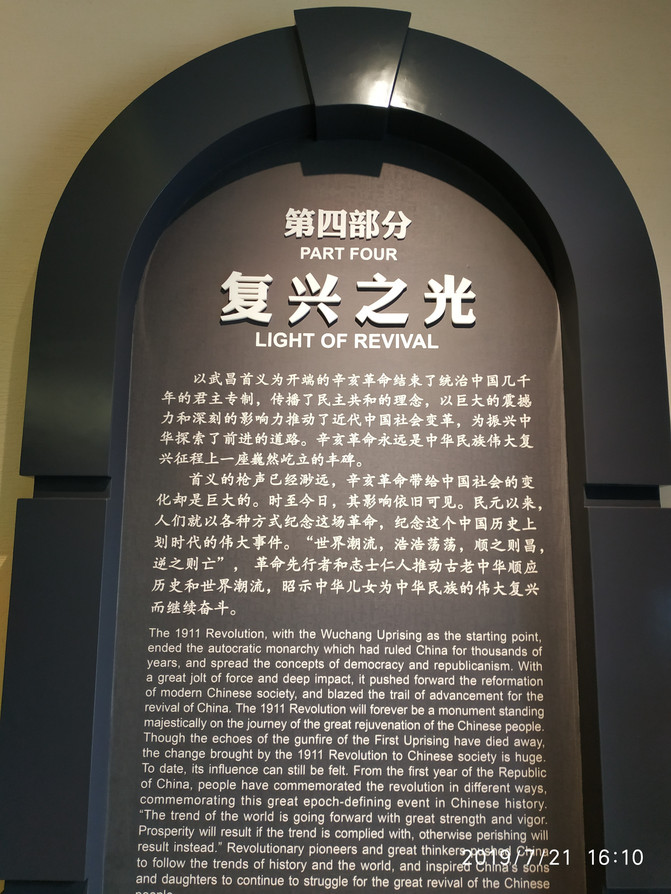 第四部分
PART FOUR
复兴之光
LIGHT OF REVIVAL
以武昌首义为开端的辛亥革命结束了统治中国几千
年的君主专制，传播了民主共和的理念，以巨大的震撼
力和深刻的影响力推动了近代中国社会变革，为振兴中
华探索了前进的道路。辛亥革命永远是中华民族伟大复
兴征程上一座巍然屹立的丰碑。
首义的枪声已经渺远，辛亥革命带给中国社会的变
化却是巨大的。时至今日，其影响依旧可见。民元以来，
人们就以各种方式纪念这场革命，纪念这个中国历史上
划时代的伟大事件。“世界潮流，浩浩荡荡，顺之则昌，
逆之则亡”，革命先行者和志士仁人推动古老中华顺应
历史和世界潮流，昭示中华儿女为中华民族的伟大复兴
而继续奋斗。
The 1911 Revolution, with the Wuchang Uprising as the starting point,
ended the autocratic monarchy which had ruled China for thousands of
years, and spread the concepts of democracy and republicanism. With
a great jolt of force and deep impact, it pushed forward the reformation
of modern Chinese society, and blazed the trail of advancement for the
revival of China. The 1911 Revolution will forever be a monument standing
majestically on the journey of the great rejuvenation of the Chinese people.
Though the echoes of the gunfire of the First Uprising have died away,
the change brought by the 1911 Revolution to Chinese society is huge.
To date, its influence can still be felt. From the first year of the Republic
of China, people have commemorated the revolution in different ways,
commemorating this great epoch-defining event in Chinese history.
“The trend of the world is going forward with great strength and vigor.
Prosperity will result if the trend is complied with, otherwise perishing will
result instead.” Revolutionary pioneers and great thinkers pushed China
to follow the trends of history and the world, and inspired China's sons
and daughters to continue to struggle for the great revival of the Chinese
people.
2019/7/21 16:10